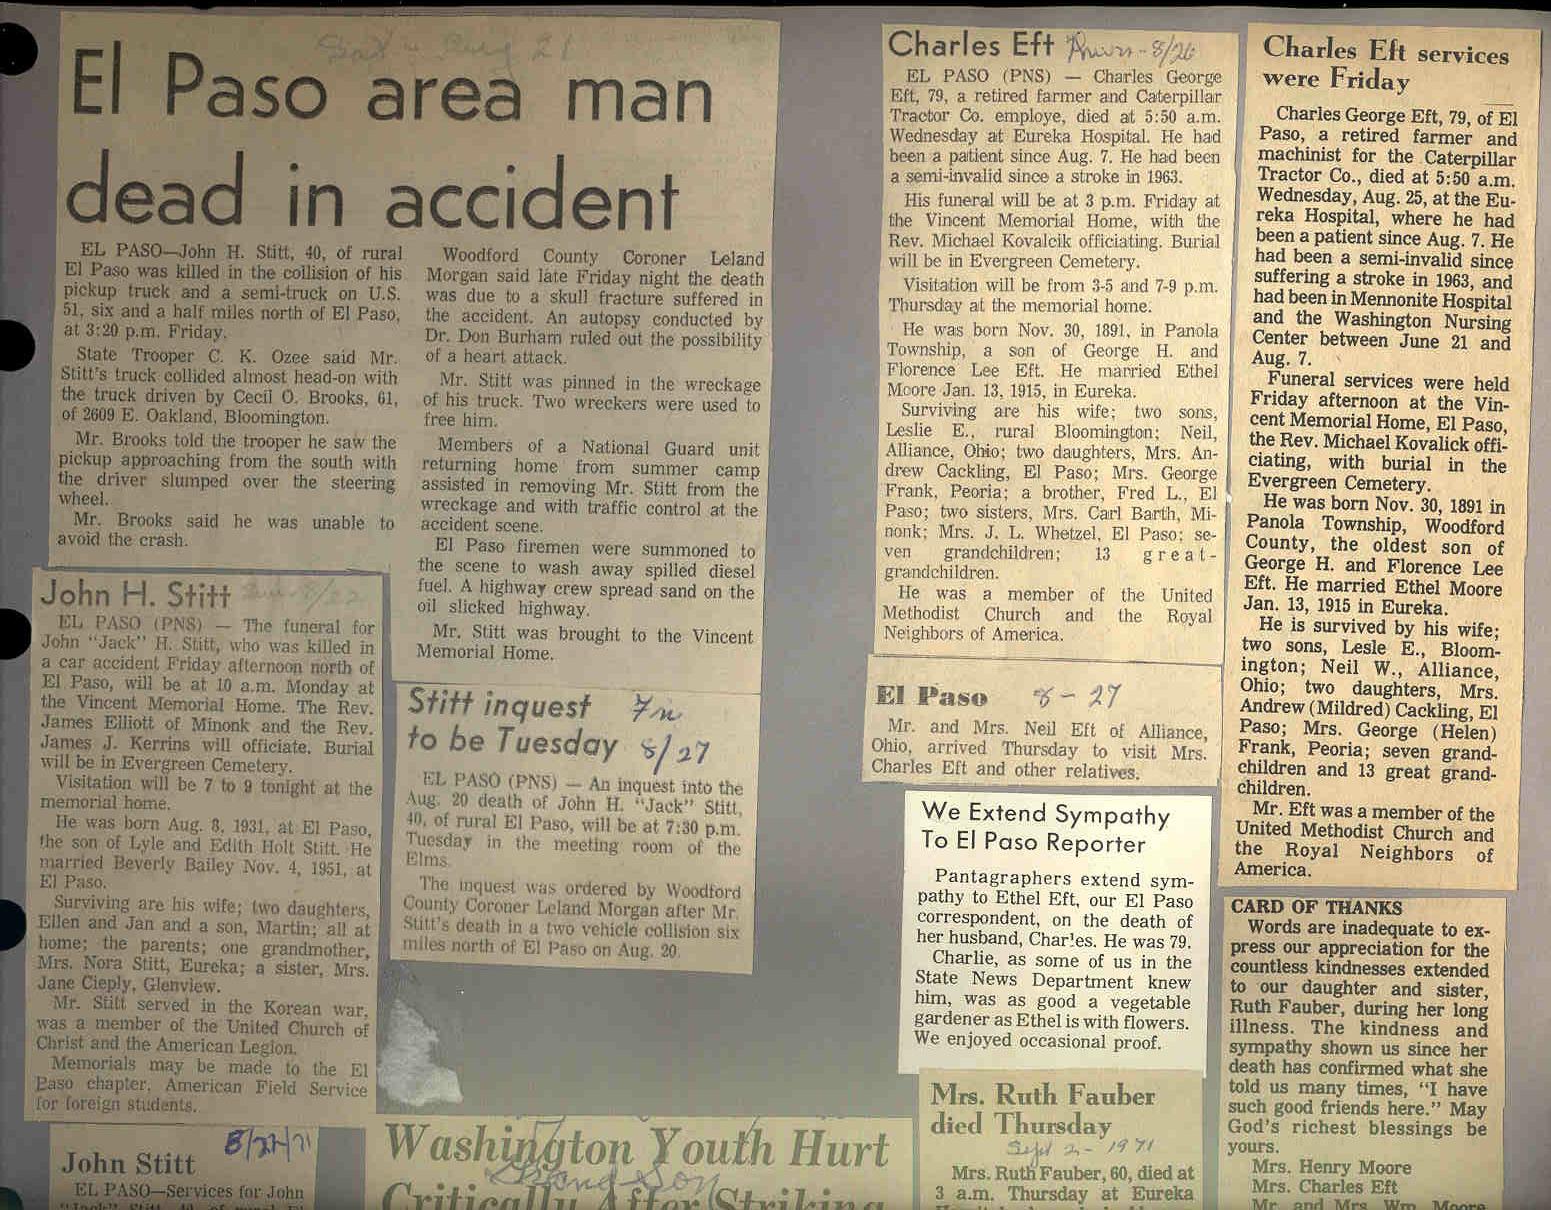 Aug 21
El Paso area man
dead in accident
EL PASO—John H. Stitt, 40, of rural
El Paso was killed in the collision of his
pickup truck and a semi-truck on U.S.
51, six and a half miles north of El Paso,
at 3:20 p.m. Friday.
State Trooper C. K. Ozee said Mr.
Stitt's truck collided almost head-on with
the truck driven by Cecil O. Brooks, 61,
of 2609 E. Oakland, Bloomington.
Mr. Brooks told the trooper he saw the
pickup approaching from the south with
the driver slumped over the steering
wheel.
Mr. Brooks said he was unable to
avoid the crash.
Woodford County Coroner Leland
Morgan said late Friday night the death
was due to a skull fracture suffered in
the accident. An autopsy conducted by
Dr. Don Burham ruled out the possibility
of a heart attack.
Mr. Stitt was pinned in the wreckage
of his truck. Two wreckers were used to
free him.
Members of a National Guard unit
returning home from summer camp
assisted in removing Mr. Stitt from the
wreckage and with traffic control at the
accident scene.
El Paso firemen were summoned to
the scene to wash away spilled diesel
fuel. A highway crew spread sand on the
oil slicked highway.
Mr. Stitt was brought to the Vincent
Memorial Home.
John H. Stitt 8/22
EL PASO (PNS) — The funeral for
John "Jack" H. Stitt, who was killed in
a car accident Friday afternoon north of
El Paso, will be at 10 a.m. Monday at
the Vincent Memorial Home. The Rev.
James Elliott of Minonk and the Rev.
James J. Kerrins will officiate. Burial
will be in Evergreen Cemetery.
Visitation will be 7 to 9 tonight at the
memorial home.
He was born Aug. 8, 1931, at El Paso,
the son of Lyle and Edith Holt Stitt. He
married Beverly Bailey Nov. 4, 1951, at
El Paso.
Surviving are his wife; two daughters,
Ellen and Jan and a son, Martin; all at
home; the parents; one grandmother,
Mrs. Nora Stitt, Eureka; a sister, Mrs.
Jane Cieply, Glenview.
Mr. Stitt served in the Korean war,
was a member of the United Church of
Christ and the American Legion.
Memorials may be made to the El
Paso chapter, American Field Service
for foreign students.
John Stitt 8/22/71
EL PASO—Services for John
Stitt inquest
to be Tuesday 8/27
EL PASO (PNS) — An inquest into the
Aug. 20 death of John H. "Jack" Stitt,
40, of rural El Paso, will be at 7:30 p.m.
Tuesday in the meeting room of the
Elms.
The inquest was ordered by Woodford
County Coroner Leland Morgan after Mr.
Stitt's death in a two vehicle collision six
miles north of El Paso on Aug. 20.
Washington Youth Hurt
Critically After Striking
Charles Eft 8/26
EL PASO (PNS) — Charles George
Eft, 79, a retired farmer and Caterpillar
Tractor Co. employe, died at 5:50 a.m.
Wednesday at Eureka Hospital. He had
been a patient since Aug. 7. He had been
a semi-invalid since a stroke in 1963.
His funeral will be at 3 p.m. Friday at
the Vincent Memorial Home, with the
Rev. Michael Kovalcik officiating. Burial
will be in Evergreen Cemetery.
Visitation will be from 3-5 and 7-9 p.m.
Thursday at the memorial home.
He was born Nov. 30, 1891, in Panola
Township, a son of George H. and
Florence Lee Eft. He married Ethel
Moore Jan. 13, 1915, in Eureka.
Surviving are his wife; two sons,
Leslie E., rural Bloomington; Neil,
Alliance, Ohio; two daughters, Mrs. An-
drew Cackling, El Paso; Mrs. George
Frank, Peoria; a brother, Fred L., El
Paso; two sisters, Mrs. Carl Barth, Mi-
nonk; Mrs. J. L. Whetzel, El Paso; se-
ven grandchildren; 13 great-
grandchildren.
He was a member of the United
Methodist Church and the Royal
Neighbors of America.
El Paso 8-27
Mr. and Mrs. Neil Eft of Alliance,
Ohio, arrived Thursday to visit Mrs.
Charles Eft and other relatives.
We Extend Sympathy
To El Paso Reporter
Pantagraphers extend sym-
pathy to Ethel Eft, our El Paso
correspondent, on the death of
her husband, Charles. He was 79.
Charlie, as some of us in the
State News Department knew
him, was as good a vegetable
gardener as Ethel is with flowers.
We enjoyed occasional proof.
Mrs. Ruth Fauber
died Thursday
Sept 2 - 1971
Mrs. Ruth Fauber, 60, died at
3 a.m. Thursday at Eureka
Charles Eft services
were Friday
Charles George Eft, 79, of El
Paso, a retired farmer and
machinist for the Caterpillar
Tractor Co., died at 5:50 a.m.
Wednesday, Aug. 25, at the Eu-
reka Hospital, where he had
been a patient since Aug. 7. He
had been a semi-invalid since
suffering a stroke in 1963, and
had been in Mennonite Hospital
and the Washington Nursing
Center between June 21 and
Aug. 7.
Funeral services were held
Friday afternoon at the Vin-
cent Memorial Home, El Paso,
the Rev. Michael Kovalick offi-
ciating, with burial in the
Evergreen Cemetery.
He was born Nov. 30, 1891 in
Panola Township, Woodford
County, the oldest son of
George H. and Florence Lee
Eft. He married Ethel Moore
Jan. 13, 1915 in Eureka.
He is survived by his wife;
two sons, Lesle E., Bloom-
ington; Neil W., Alliance,
Ohio; two daughters, Mrs.
Andrew (Mildred) Cackling, El
Paso; Mrs. George (Helen)
Frank, Peoria; seven grand-
children and 13 great grand-
children.
Mr. Eft was a member of the
United Methodist Church and
the Royal Neighbors of
America.
CARD OF THANKS
Words are inadequate to ex-
press our appreciation for the
countless kindnesses extended
to our daughter and sister,
Ruth Fauber, during her long
illness. The kindness and
sympathy shown us since her
death has confirmed what she
told us many times, "I have
such good friends here." May
God's richest blessings be
yours.
Mrs. Henry Moore
Mrs. Charles Eft
Mr. and Mrs. Wm. Moore